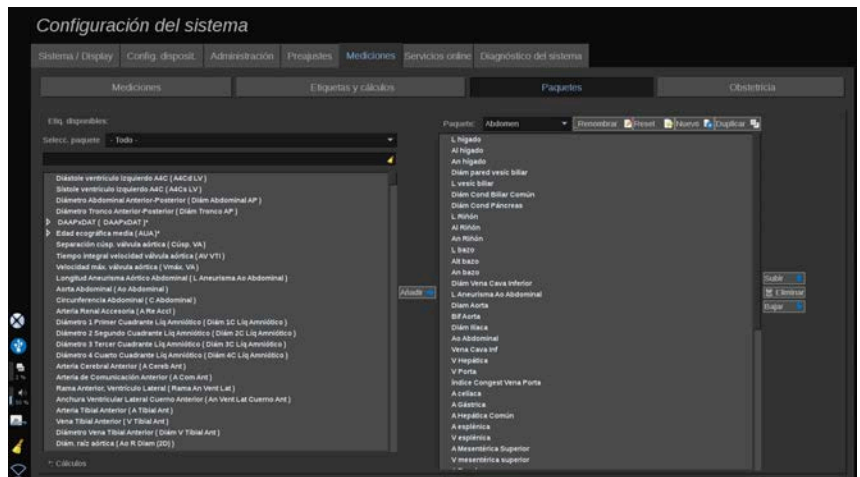 Configuración del sistema
Sistema / Display Config. disposit. Administración Preajustes Mediciones Servicios online Diagnóstico del sistema
Mediciones Etiquetas y cálculos Paquetes Obstetricia
Etiq. disponibles:
Selecc. paquete - Todo -
Diástole ventrículo izquierdo A4C ( A4Cd LV )
Sístole ventrículo izquierdo A4C ( A4Cs LV )
Diámetro Abdominal Anterior-Posterior ( Diám Abdominal AP )
Diámetro Tronco Anterior-Posterior ( Diám Tronco AP )
DAAPxDAT ( DAAPxDAT )*
Edad ecográfica media ( AUA )*
Separación cúsp. válvula aórtica ( Cúsp. VA )
Tiempo integral velocidad válvula aórtica ( AV VTI )
Velocidad máx. válvula aórtica ( Vmáx. VA )
Longitud Aneurisma Aórtico Abdominal ( L Aneurisma Ao Abdominal )
Aorta Abdominal ( Ao Abdominal )
Circunferencia Abdominal ( C Abdominal )
Arteria Renal Accesoria ( A Re Acct )
Diámetro 1 Primer Cuadrante Líq Amniótico ( Diám 1C Líq Amniótico )
Diámetro 2 Segundo Cuadrante Líq Amniótico ( Diám 2C Líq Amniótico )
Diámetro 3 Tercer Cuadrante Líq Amniótico ( Diám 3C Líq Amniótico )
Diámetro 4 Cuarto Cuadrante Líq Amniótico ( Diám 4C Líq Amniótico )
Arteria Cerebral Anterior ( A Cereb Ant )
Arteria de Comunicación Anterior ( A Com Ant )
Rama Anterior, Ventrículo Lateral ( Rama An Vent Lat )
Anchura Ventricular Lateral Cuerno Anterior ( An Vent Lat Cuerno Ant )
Arteria Tibial Anterior ( A Tibial Ant )
Vena Tibial Anterior ( V Tibial Ant )
Diámetro Vena Tibial Anterior ( Diám V Tibial Ant )
Diám. raíz aórtica ( Ao R Diam (2D) )
*: Cálculos
Añadir
Paquete: Abdomen Renombrar Reset Nuevo Duplicar
L hígado
Al hígado
An hígado
Diám pared vesíc biliar
L vesíc biliar
Diám Cond Biliar Común
Diám Cond Páncreas
L Riñón
Al Riñón
An Riñón
L bazo
Alt bazo
An bazo
Diám Vena Cava Inferior
L Aneurisma Ao Abdominal
Diam Aorta
Bif Aorta
Diám Ilíaca
Ao Abdominal
Vena Cava Inf
V Hepática
V Porta
Índice Congest Vena Porta
A celíaca
A Gástrica
A Hepática Común
A esplénica
V esplénica
A Mesentérica Superior
V mesentérica superior
Subir
Eliminar
Bajar